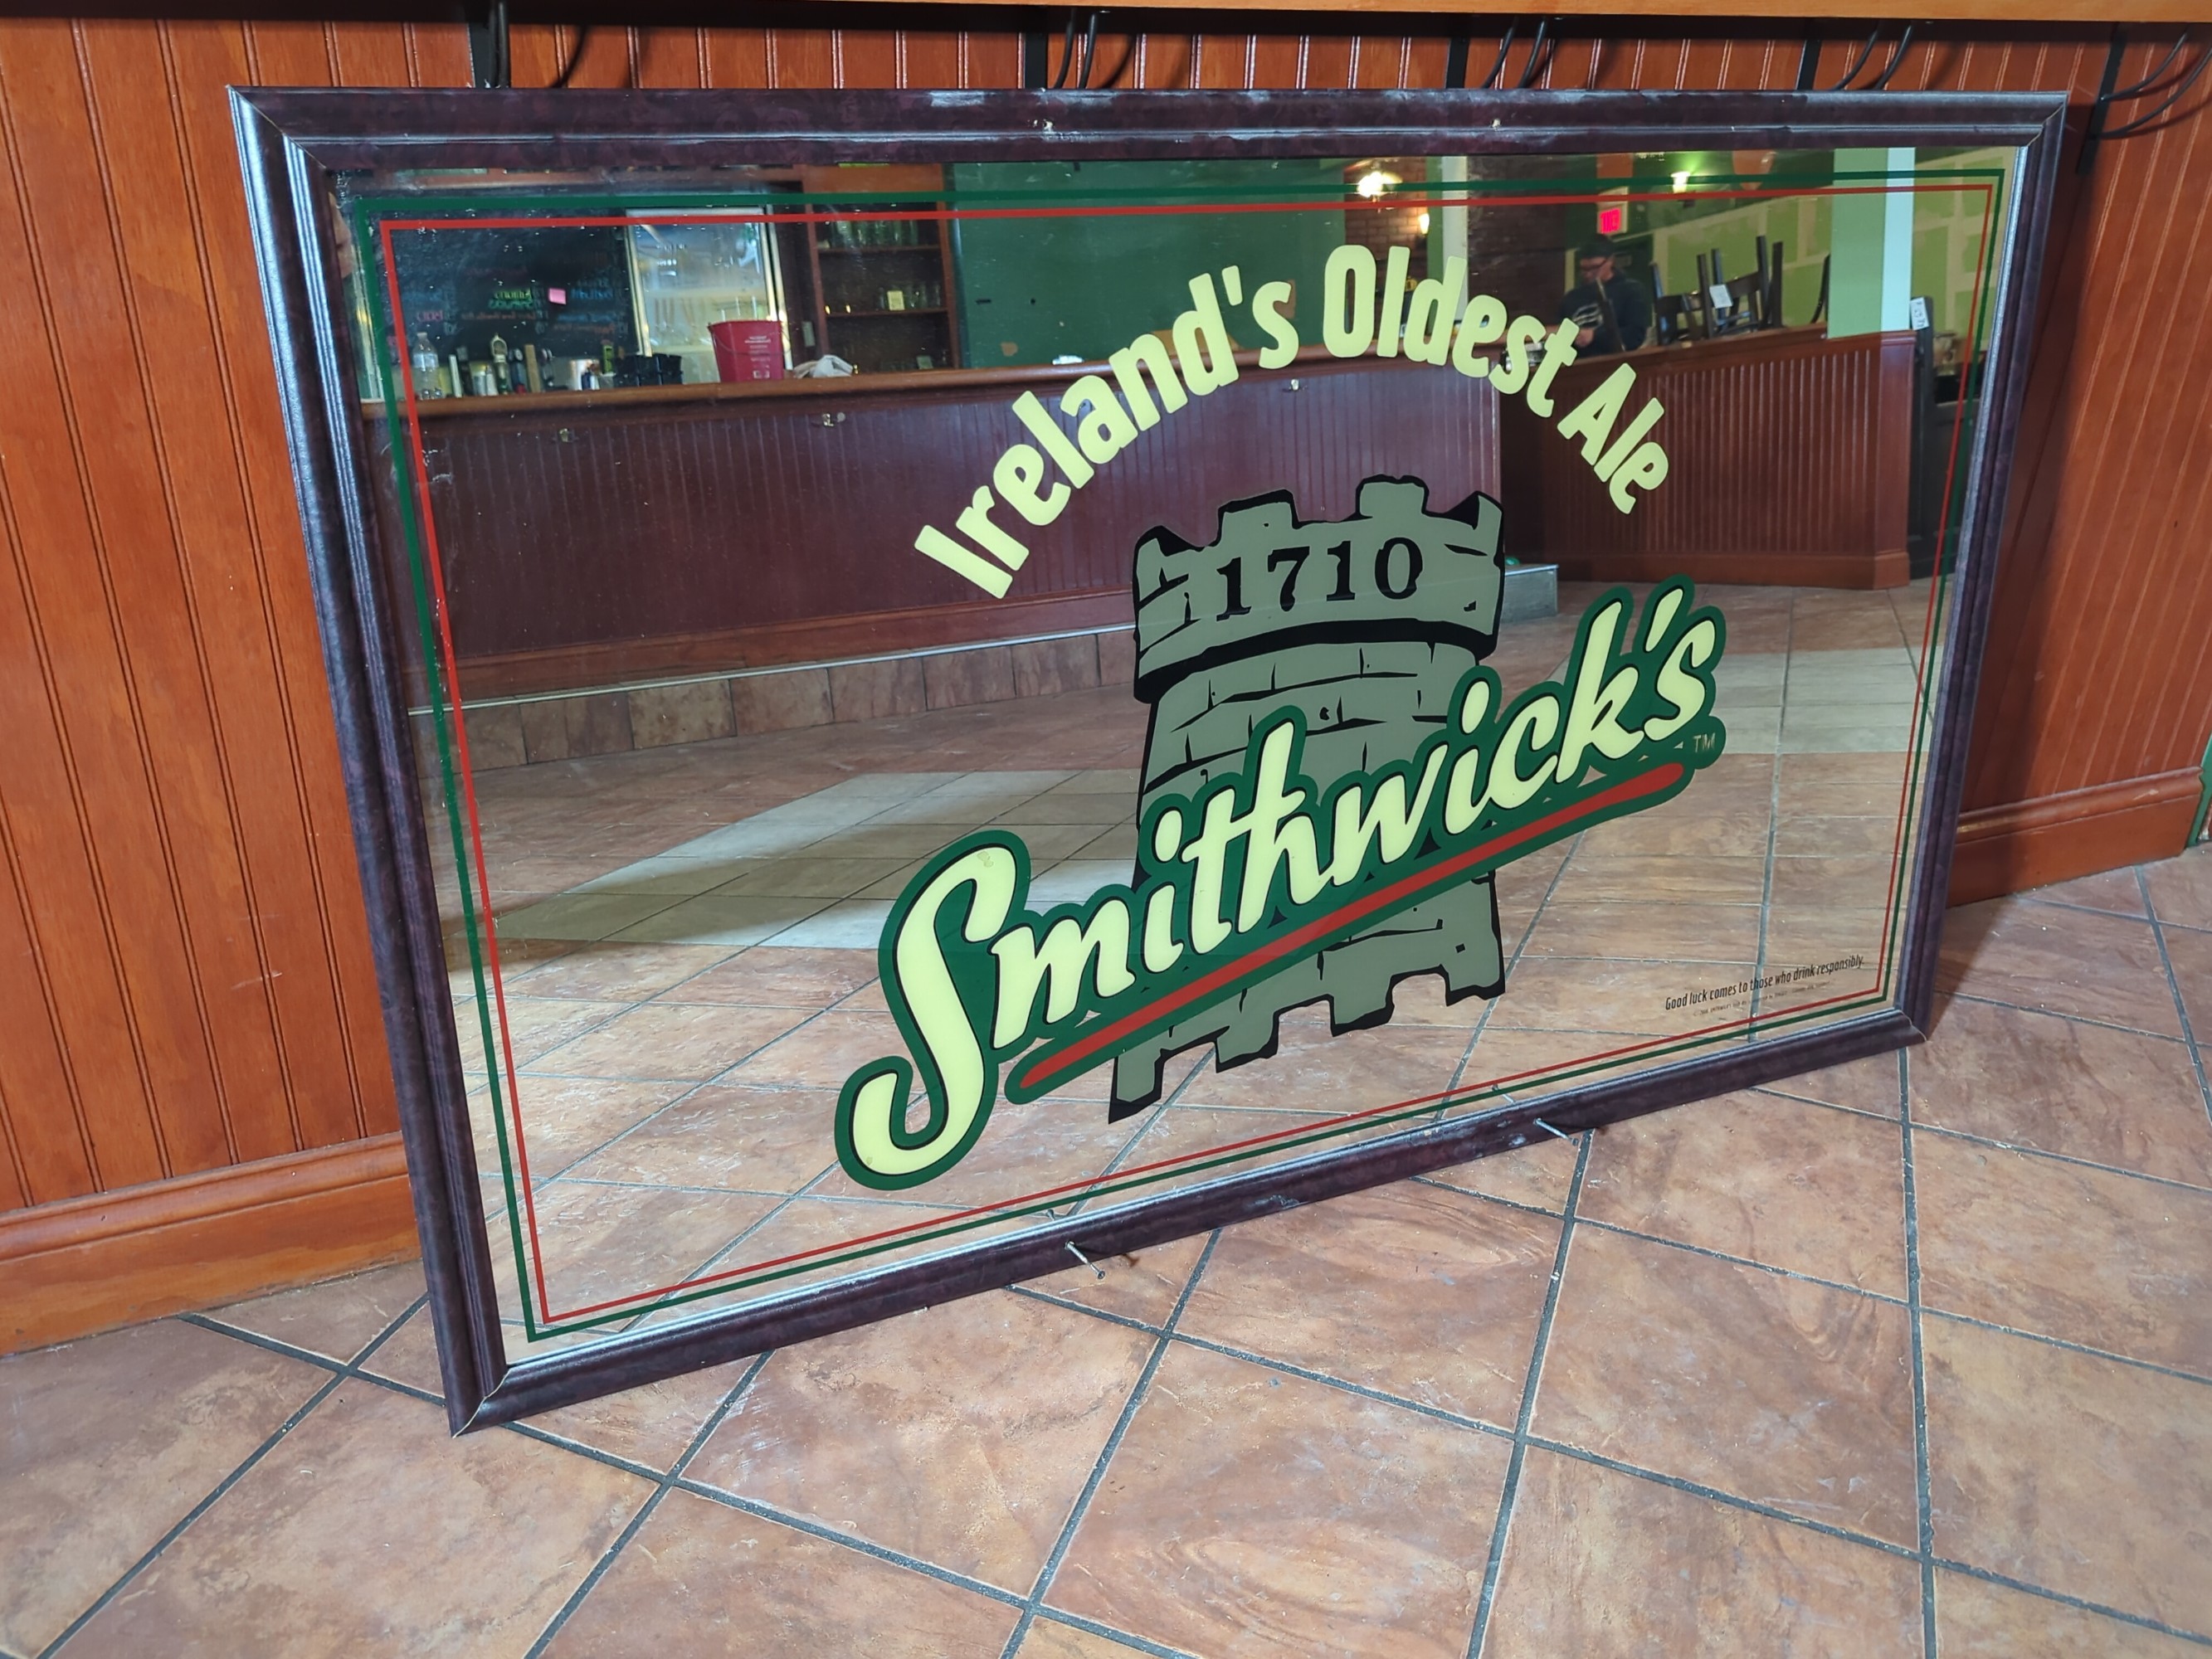 Ireland's Oldest Ale
1710
Smithwick's
TM
Good luck comes to those who drink responsibly.